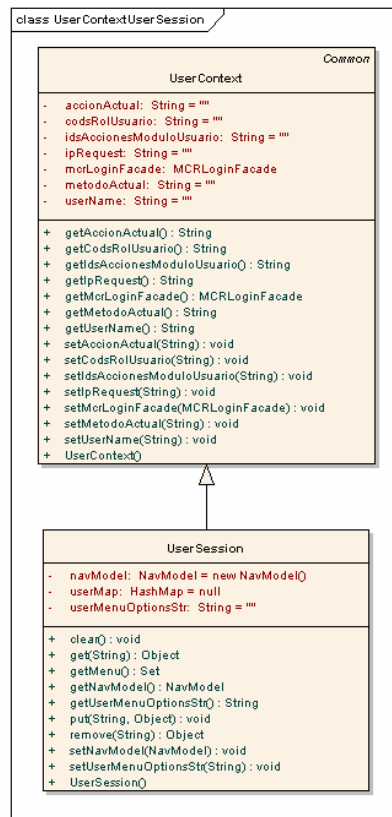 class UserContextUserSession
Common
UserContext
- accionActual: String = ""
- codsRolUsuario: String = ""
- idsAccionesModuloUsuario: String = ""
- ipRequest: String = ""
- mcrLoginFacade: MCRLoginFacade
- metodoActual: String = ""
- userName: String = ""
+ getAccionActual() : String
+ getCodsRolUsuario() : String
+ getIdsAccionesModuloUsuario() : String
+ getIpRequest() : String
+ getMcrLoginFacade() : MCRLoginFacade
+ getMetodoActual() : String
+ getUserName() : String
+ setAccionActual(String) : void
+ setCodsRolUsuario(String) : void
+ setIdsAccionesModuloUsuario(String) : void
+ setIpRequest(String) : void
+ setMcrLoginFacade(MCRLoginFacade) : void
+ setMetodoActual(String) : void
+ setUserName(String) : void
+ UserContext()
UserSession
- navModel: NavModel = new NavModel()
- userMap: HashMap = null
- userMenuOptionsStr: String = ""
+ clear() : void
+ get(String) : Object
+ getMenu() : Set
+ getNavModel() : NavModel
+ getUserMenuOptionsStr() : String
+ put(String, Object) : void
+ remove(String) : Object
+ setNavModel(NavModel) : void
+ setUserMenuOptionsStr(String) : void
+ UserSession()